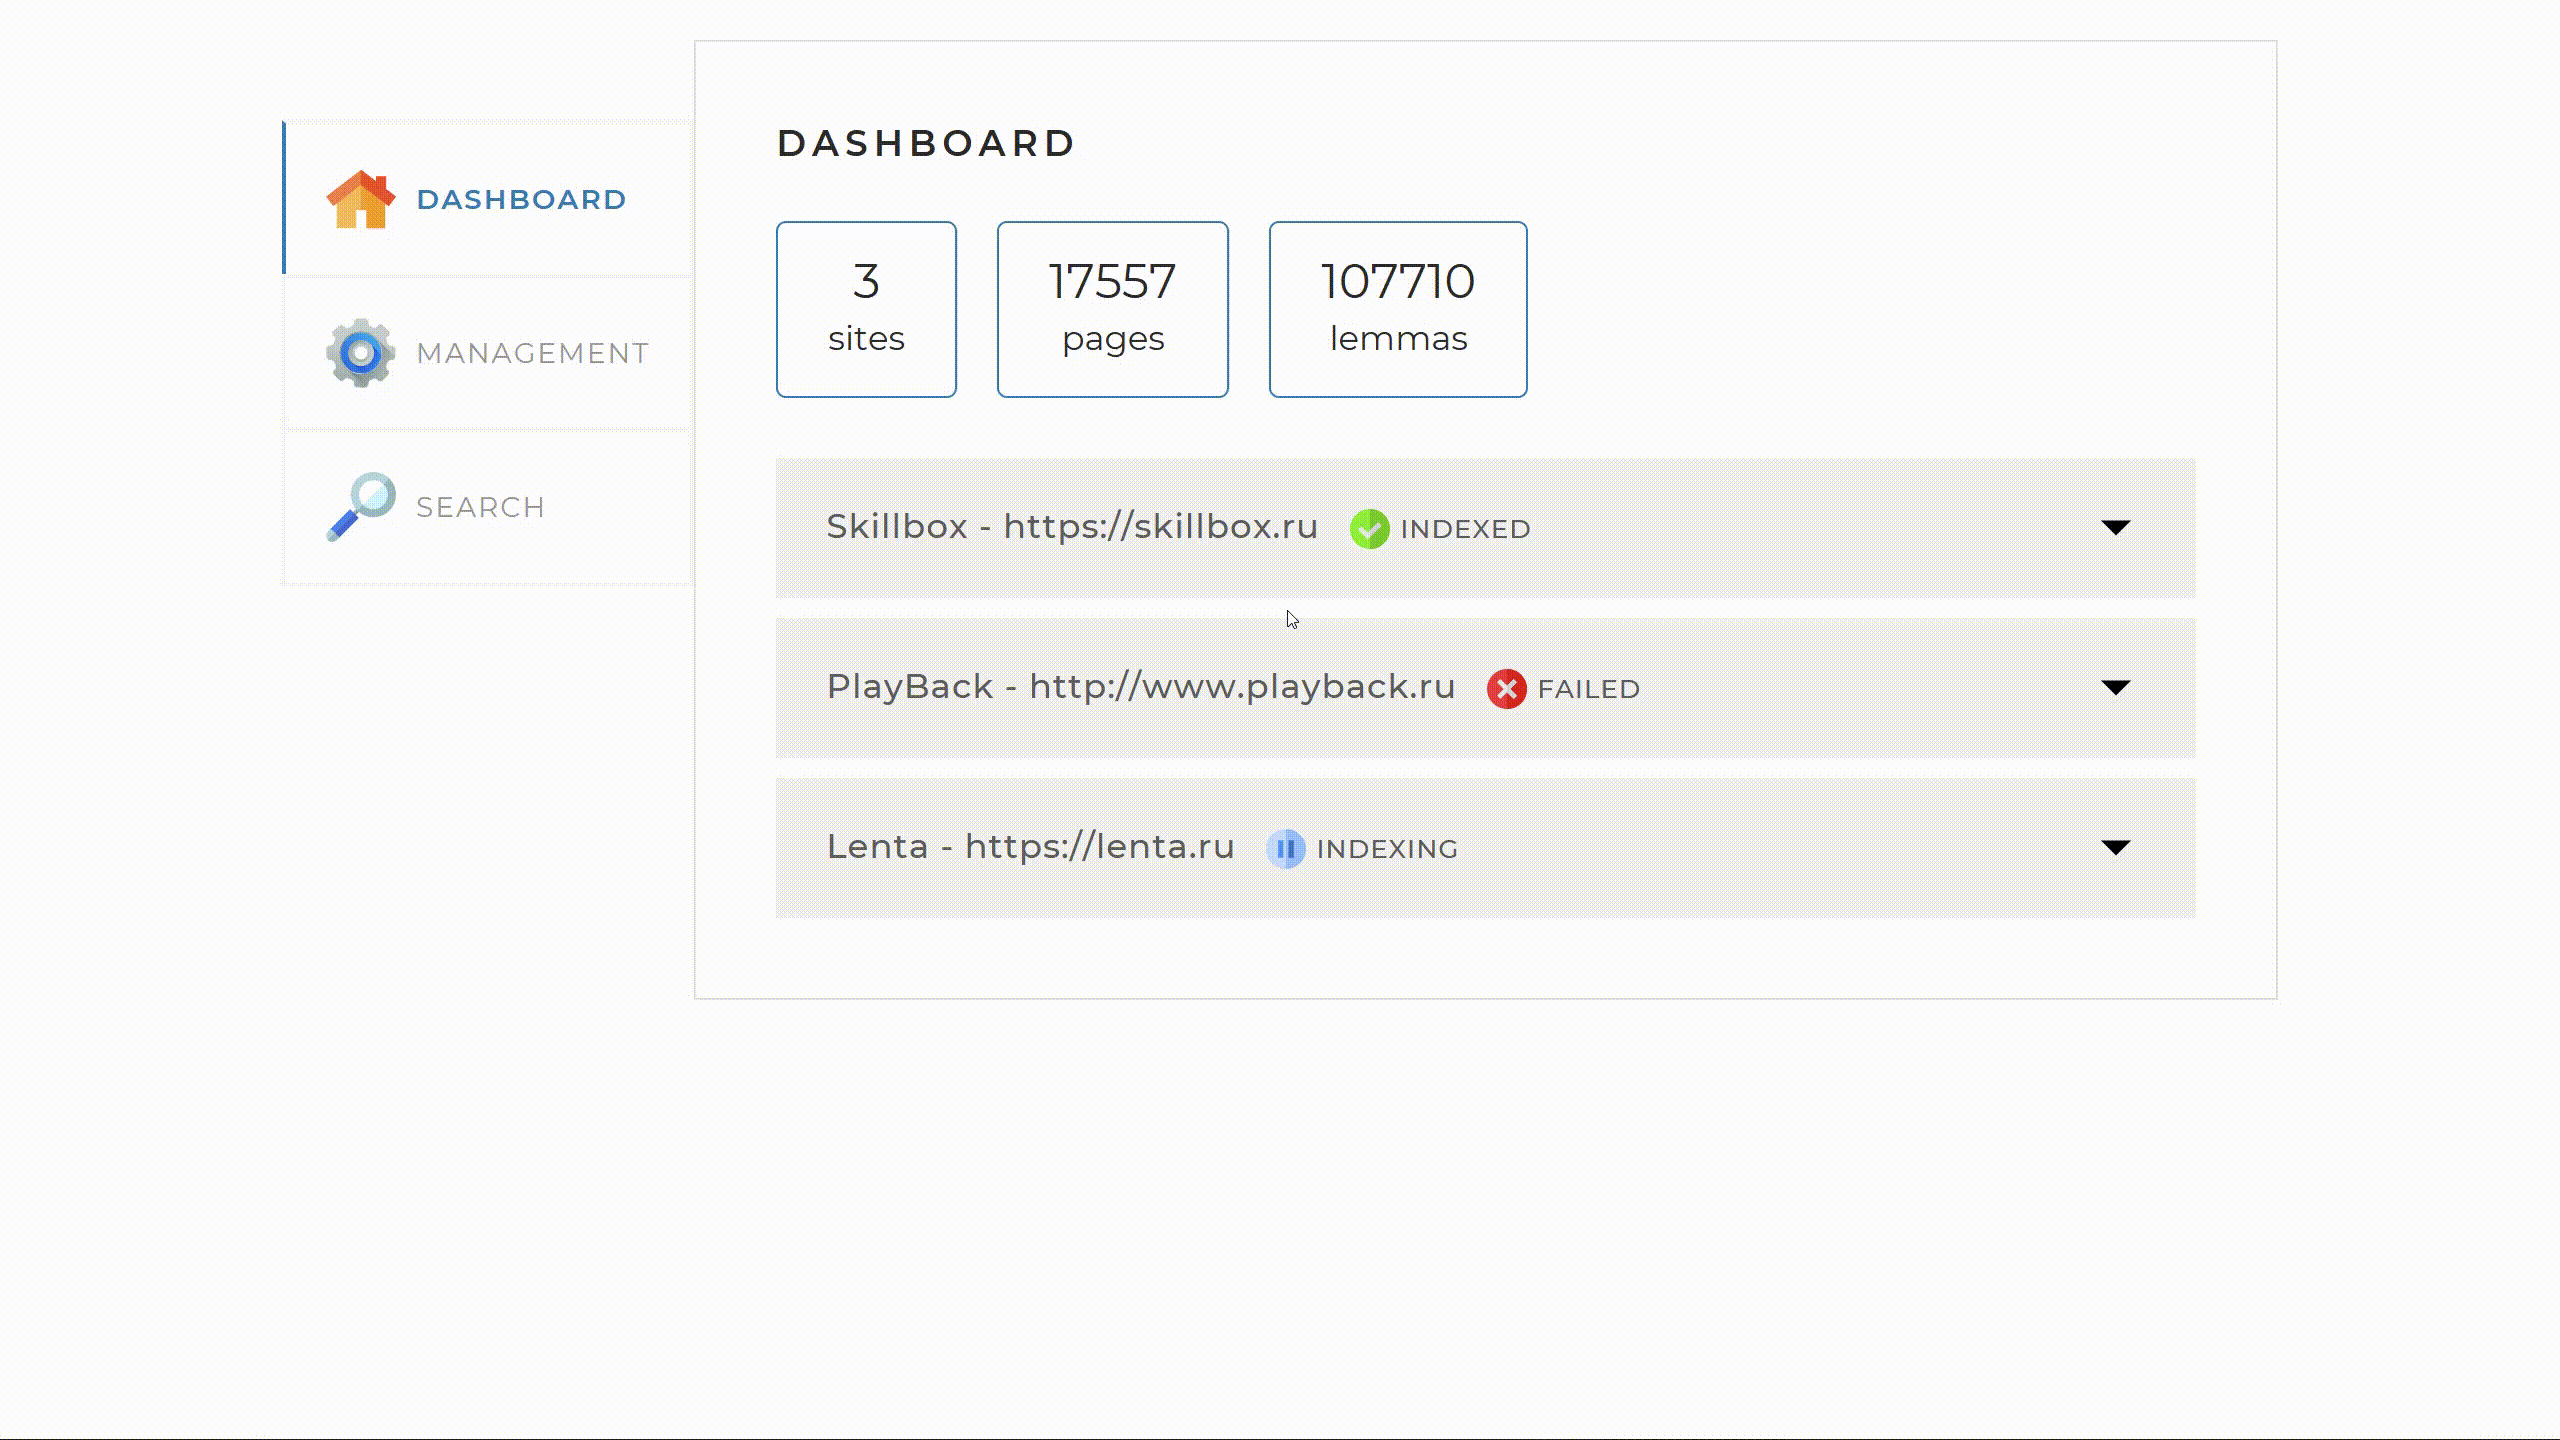 DASHBOARD
MANAGEMENT
SEARCH
DASHBOARD
3
sites
17557
pages
107710
lemmas
Skillbox - https://skillbox.ru INDEXED
PlayBack - http://www.playback.ru FAILED
Lenta - https://lenta.ru INDEXING